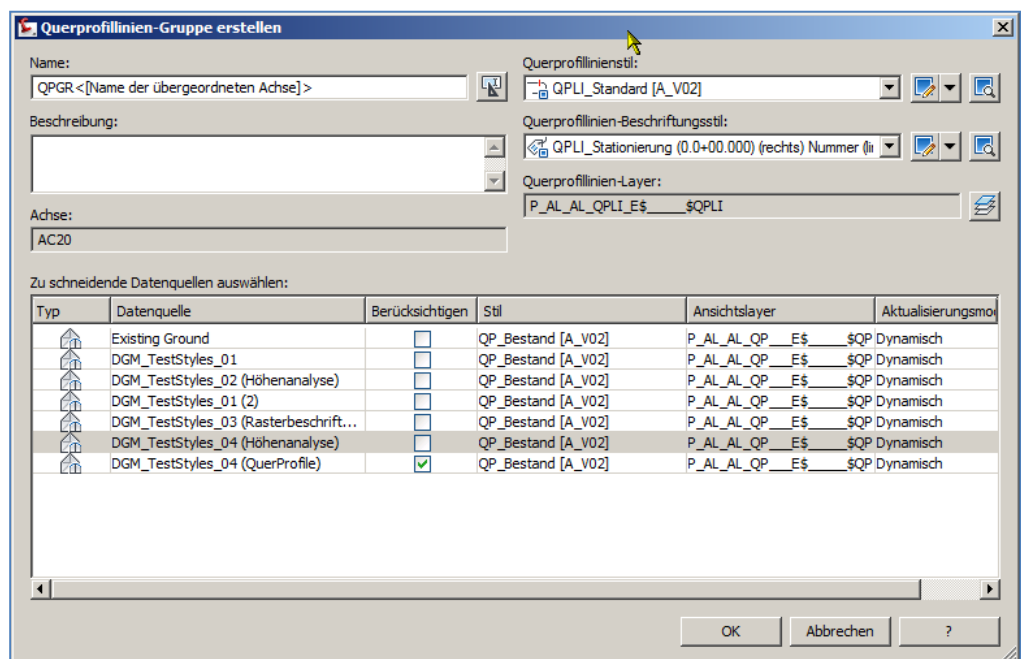 Querprofillinien-Gruppe erstellen
Name:
QPGR<[Name der übergeordneten Achse]>
Beschreibung:
Achse:
AC20
Querprofillinienstil:
QPLI_Standard [A_V02]
Querprofillinien-Beschriftungsstil:
QPLI_Stationierung (0.0+00.000) (rechts) Nummer (lir
Querprofillinien-Layer:
P_AL_AL_QPLI_E$_____$QPLI
Zu schneidende Datenquellen auswählen:
Typ Datenquelle Berücksichtigen Stil Ansichtslayer Aktualisierungsmo
Existing Ground QP_Bestand [A_V02] P_AL_AL_QP___E$_____$QP Dynamisch
DGM_TestStyles_01 QP_Bestand [A_V02] P_AL_AL_QP___E$_____$QP Dynamisch
DGM_TestStyles_02 (Höhenanalyse) QP_Bestand [A_V02] P_AL_AL_QP___E$_____$QP Dynamisch
DGM_TestStyles_01 (2) QP_Bestand [A_V02] P_AL_AL_QP___E$_____$QP Dynamisch
DGM_TestStyles_03 (Rasterbeschrift... QP_Bestand [A_V02] P_AL_AL_QP___E$_____$QP Dynamisch
DGM_TestStyles_04 (Höhenanalyse) QP_Bestand [A_V02] P_AL_AL_QP___E$_____$QP Dynamisch
DGM_TestStyles_04 (QuerProfile) QP_Bestand [A_V02] P_AL_AL_QP___E$_____$QP Dynamisch
OK Abbrechen ?